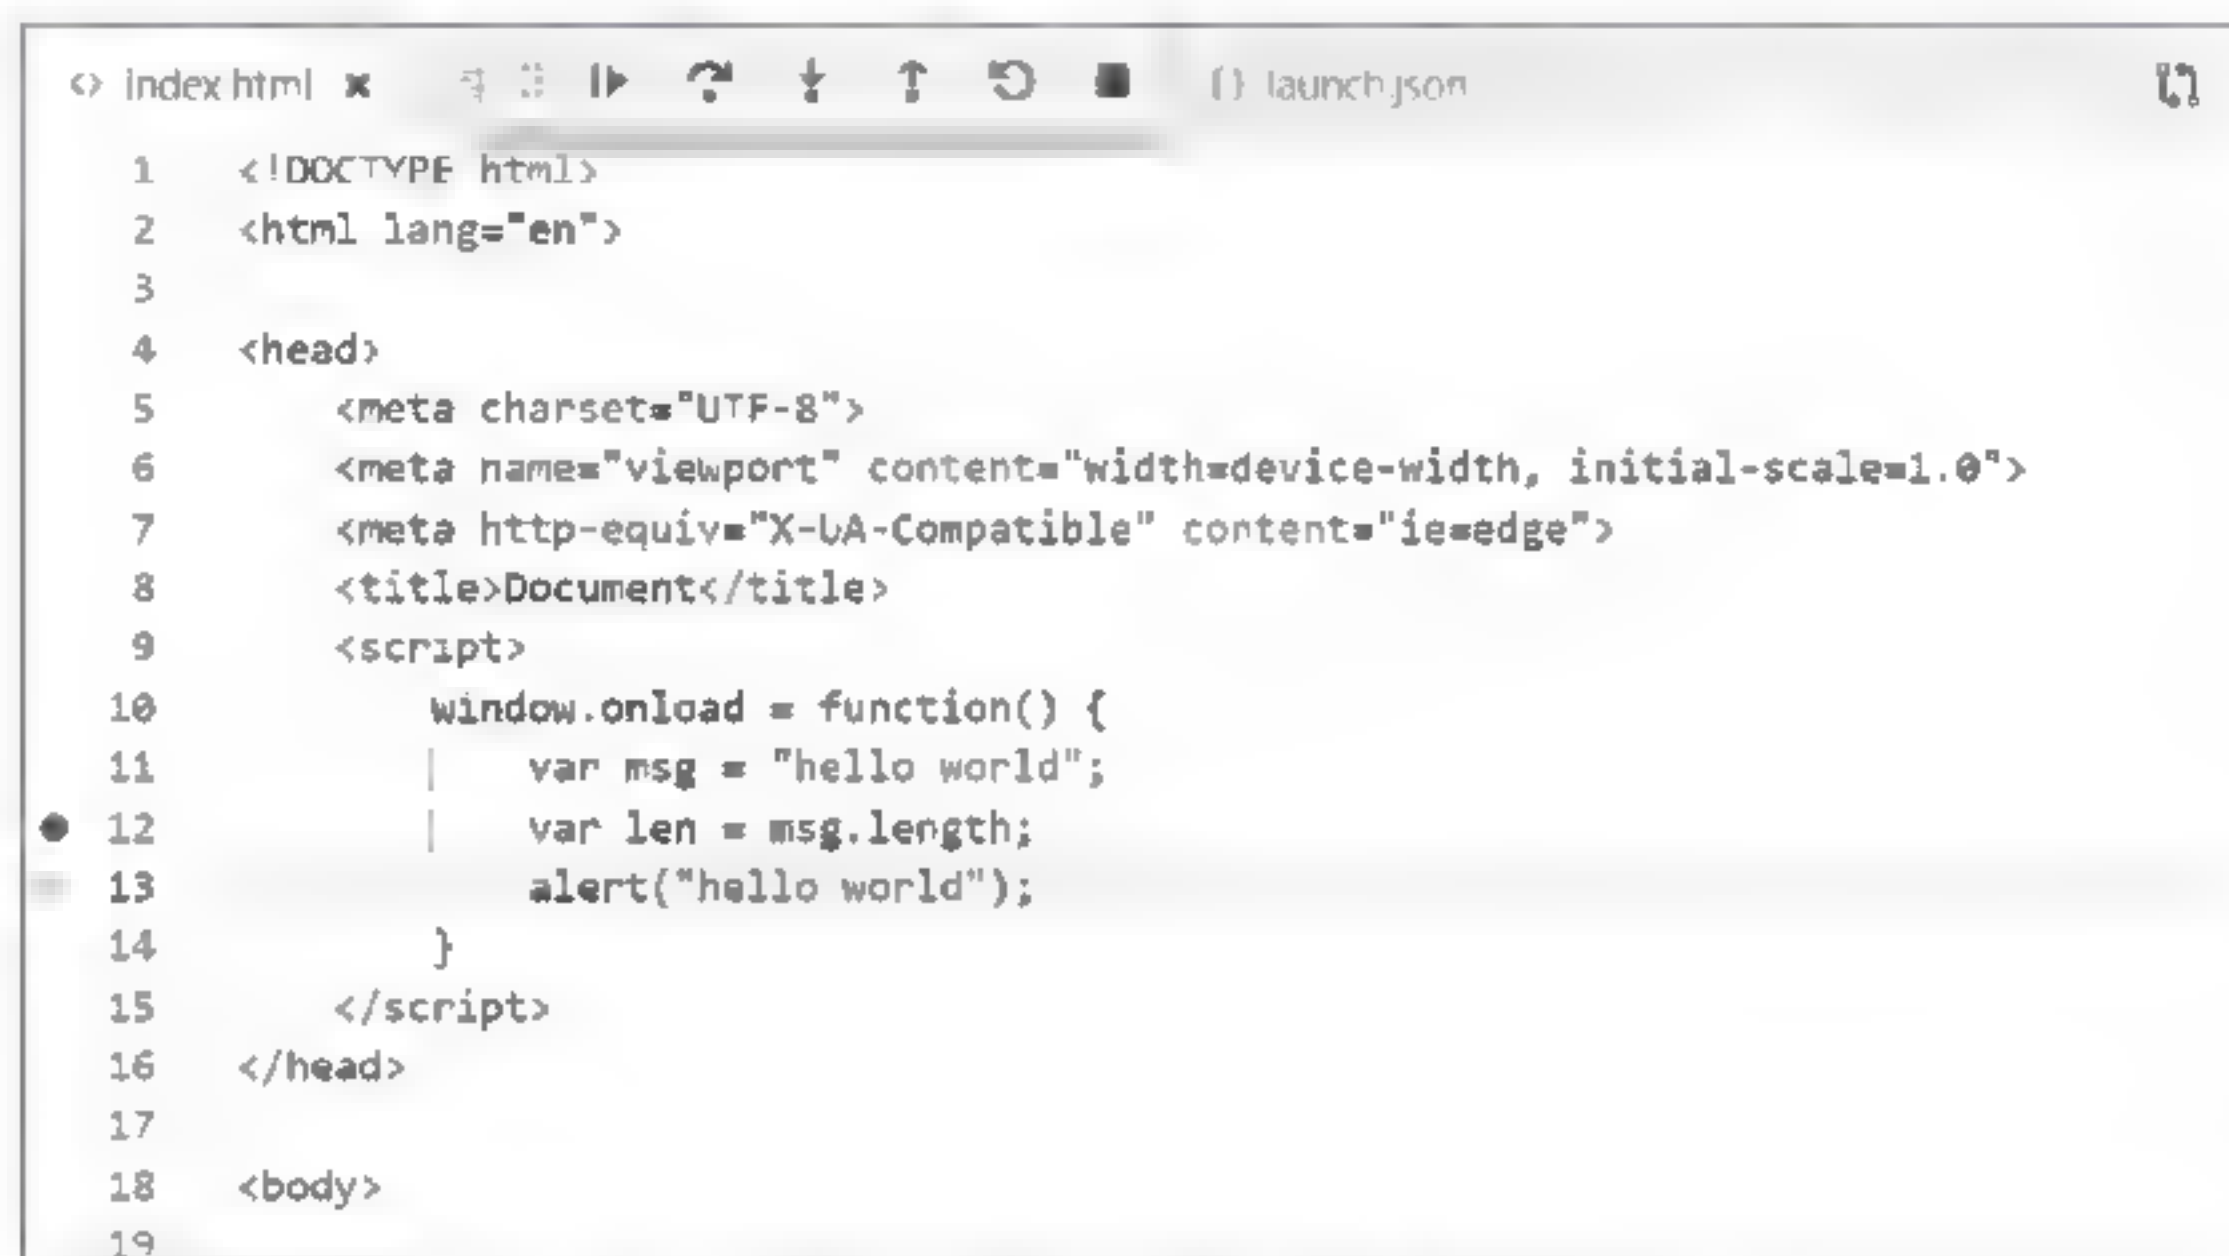 index.html
launch.json
1 <!DOCTYPE html>
2 <html lang="en">
3
4 <head>
5     <meta charset="UTF-8">
6     <meta name="viewport" content="width=device-width, initial-scale=1.0">
7     <meta http-equiv="X-UA-Compatible" content="ie=edge">
8     <title>Document</title>
9     <script>
10         window.onload = function() {
11             var msg = "hello world";
12             var len = msg.length;
13             alert("hello world");
14         }
15     </script>
16 </head>
17
18 <body>
19